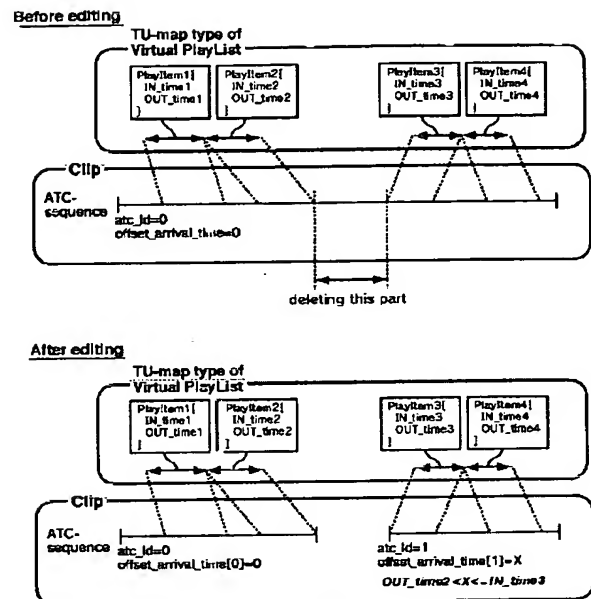 Before editing
TU-map type of
Virtual PlayList
PlayItem1[
IN_time1
OUT_time1
}
PlayItem2[
IN_time2
OUT_time2
}
PlayItem3[
IN_time3
OUT_time3
}
PlayItem4[
IN_time4
OUT_time4
}
Clip
ATC-
sequence
atc_id=0
offset_arrival_time=0
deleting this part
After editing
TU-map type of
Virtual PlayList
PlayItem1[
IN_time1
OUT_time1
]
PlayItem2[
IN_time2
OUT_time2
]
PlayItem3[
IN_time3
OUT_time3
]
PlayItem4[
IN_time4
OUT_time4
]
Clip
ATC-
sequence
atc_id=0
offset_arrival_time[0]=0
atc_id=1
offset_arrival_time[1]=X
OUT_time2<X<=IN_time3